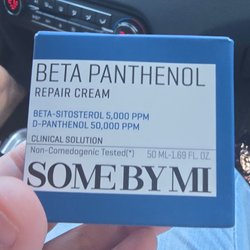 BETA PANTHENOL
REPAIR CREAM
BETA-SITOSTEROL 5,000 PPM
D-PANTHENOL 50,000 PPM
CLINICAL SOLUTION
Non-Comedogenic Tested(*)
50 ML-1.69 FL. OZ.
SOME BY MI